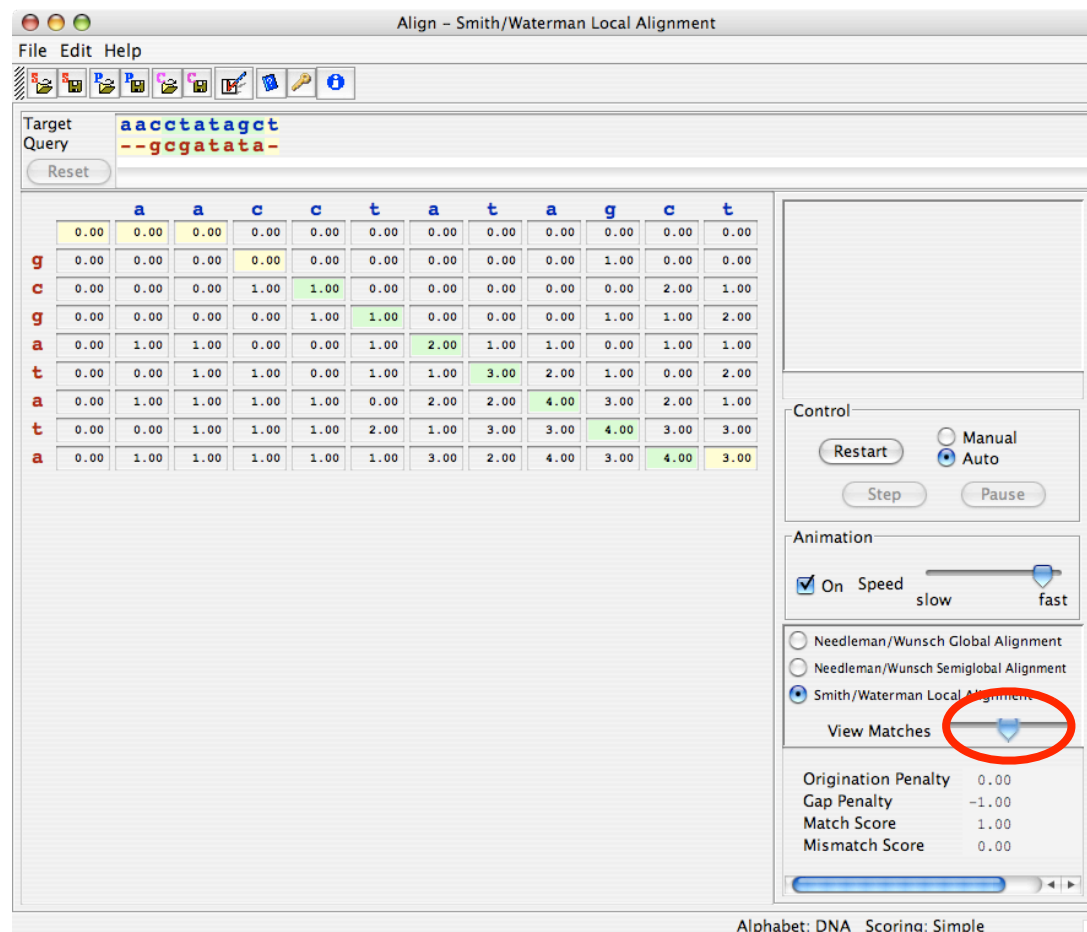 Align – Smith/Waterman Local Alignment
File Edit Help
S S P P C C
Target aacctatagct
Query --gcgatata-
Reset
a a c c t a t a g c t
0.00 0.00 0.00 0.00 0.00 0.00 0.00 0.00 0.00 0.00 0.00 0.00
g 0.00 0.00 0.00 0.00 0.00 0.00 0.00 0.00 0.00 1.00 0.00 0.00
c 0.00 0.00 0.00 1.00 1.00 0.00 0.00 0.00 0.00 0.00 2.00 1.00
g 0.00 0.00 0.00 0.00 1.00 1.00 0.00 0.00 0.00 1.00 1.00 2.00
a 0.00 1.00 1.00 0.00 0.00 1.00 2.00 1.00 1.00 0.00 1.00 1.00
t 0.00 0.00 1.00 1.00 0.00 1.00 1.00 3.00 2.00 1.00 0.00 2.00
a 0.00 1.00 1.00 1.00 1.00 0.00 2.00 2.00 4.00 3.00 2.00 1.00
t 0.00 0.00 1.00 1.00 1.00 2.00 1.00 3.00 3.00 4.00 3.00 3.00
a 0.00 1.00 1.00 1.00 1.00 1.00 3.00 2.00 4.00 3.00 4.00 3.00
Control
Restart
Manual
Auto
Step Pause
Animation
On Speed
slow fast
Needleman/Wunsch Global Alignment
Needleman/Wunsch Semiglobal Alignment
Smith/Waterman Local Alignment
View Matches
Origination Penalty 0.00
Gap Penalty -1.00
Match Score 1.00
Mismatch Score 0.00
Alphabet: DNA Scoring: Simple